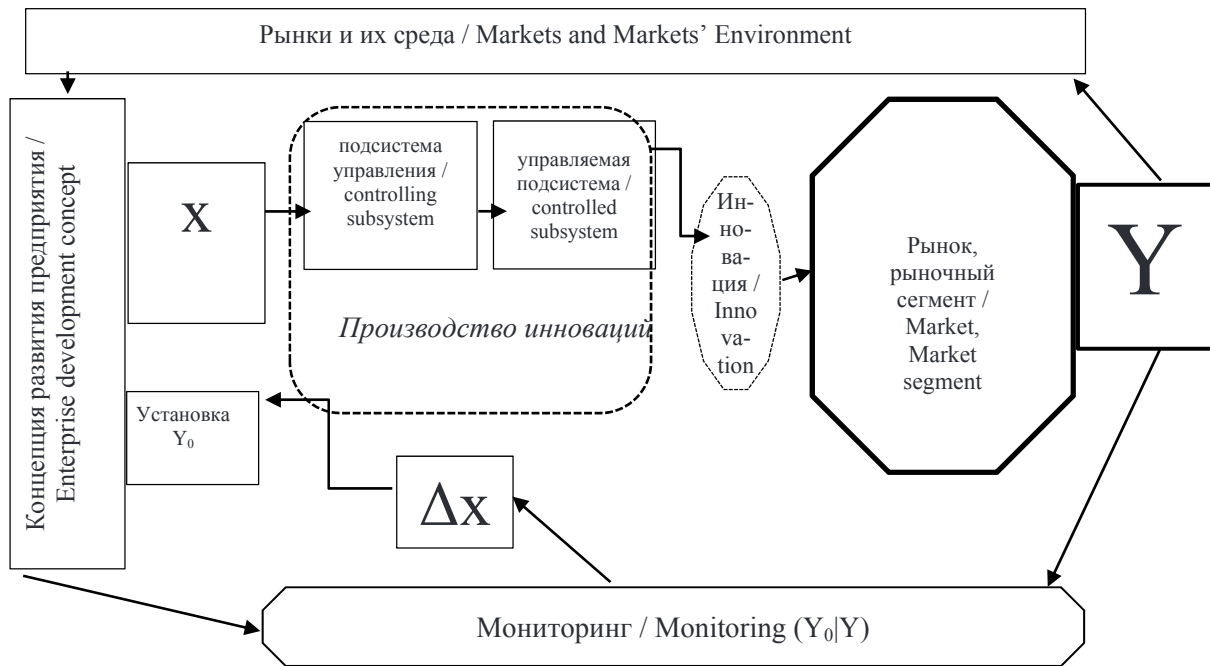 Рынки и их среда / Markets and Markets’ Environment
Концепция развития предприятия /
Enterprise development concept
X
подсистема
управления /
controlling
subsystem
управляемая
подсистема /
controlled
subsystem
Производство инноваций
Ин-
но-
ва-
ция /
Inno
va-
tion
Рынок,
рыночный
сегмент /
Market,
Market
segment
Y
Установка
Y₀
Δx
Мониторинг / Monitoring (Y₀|Y)